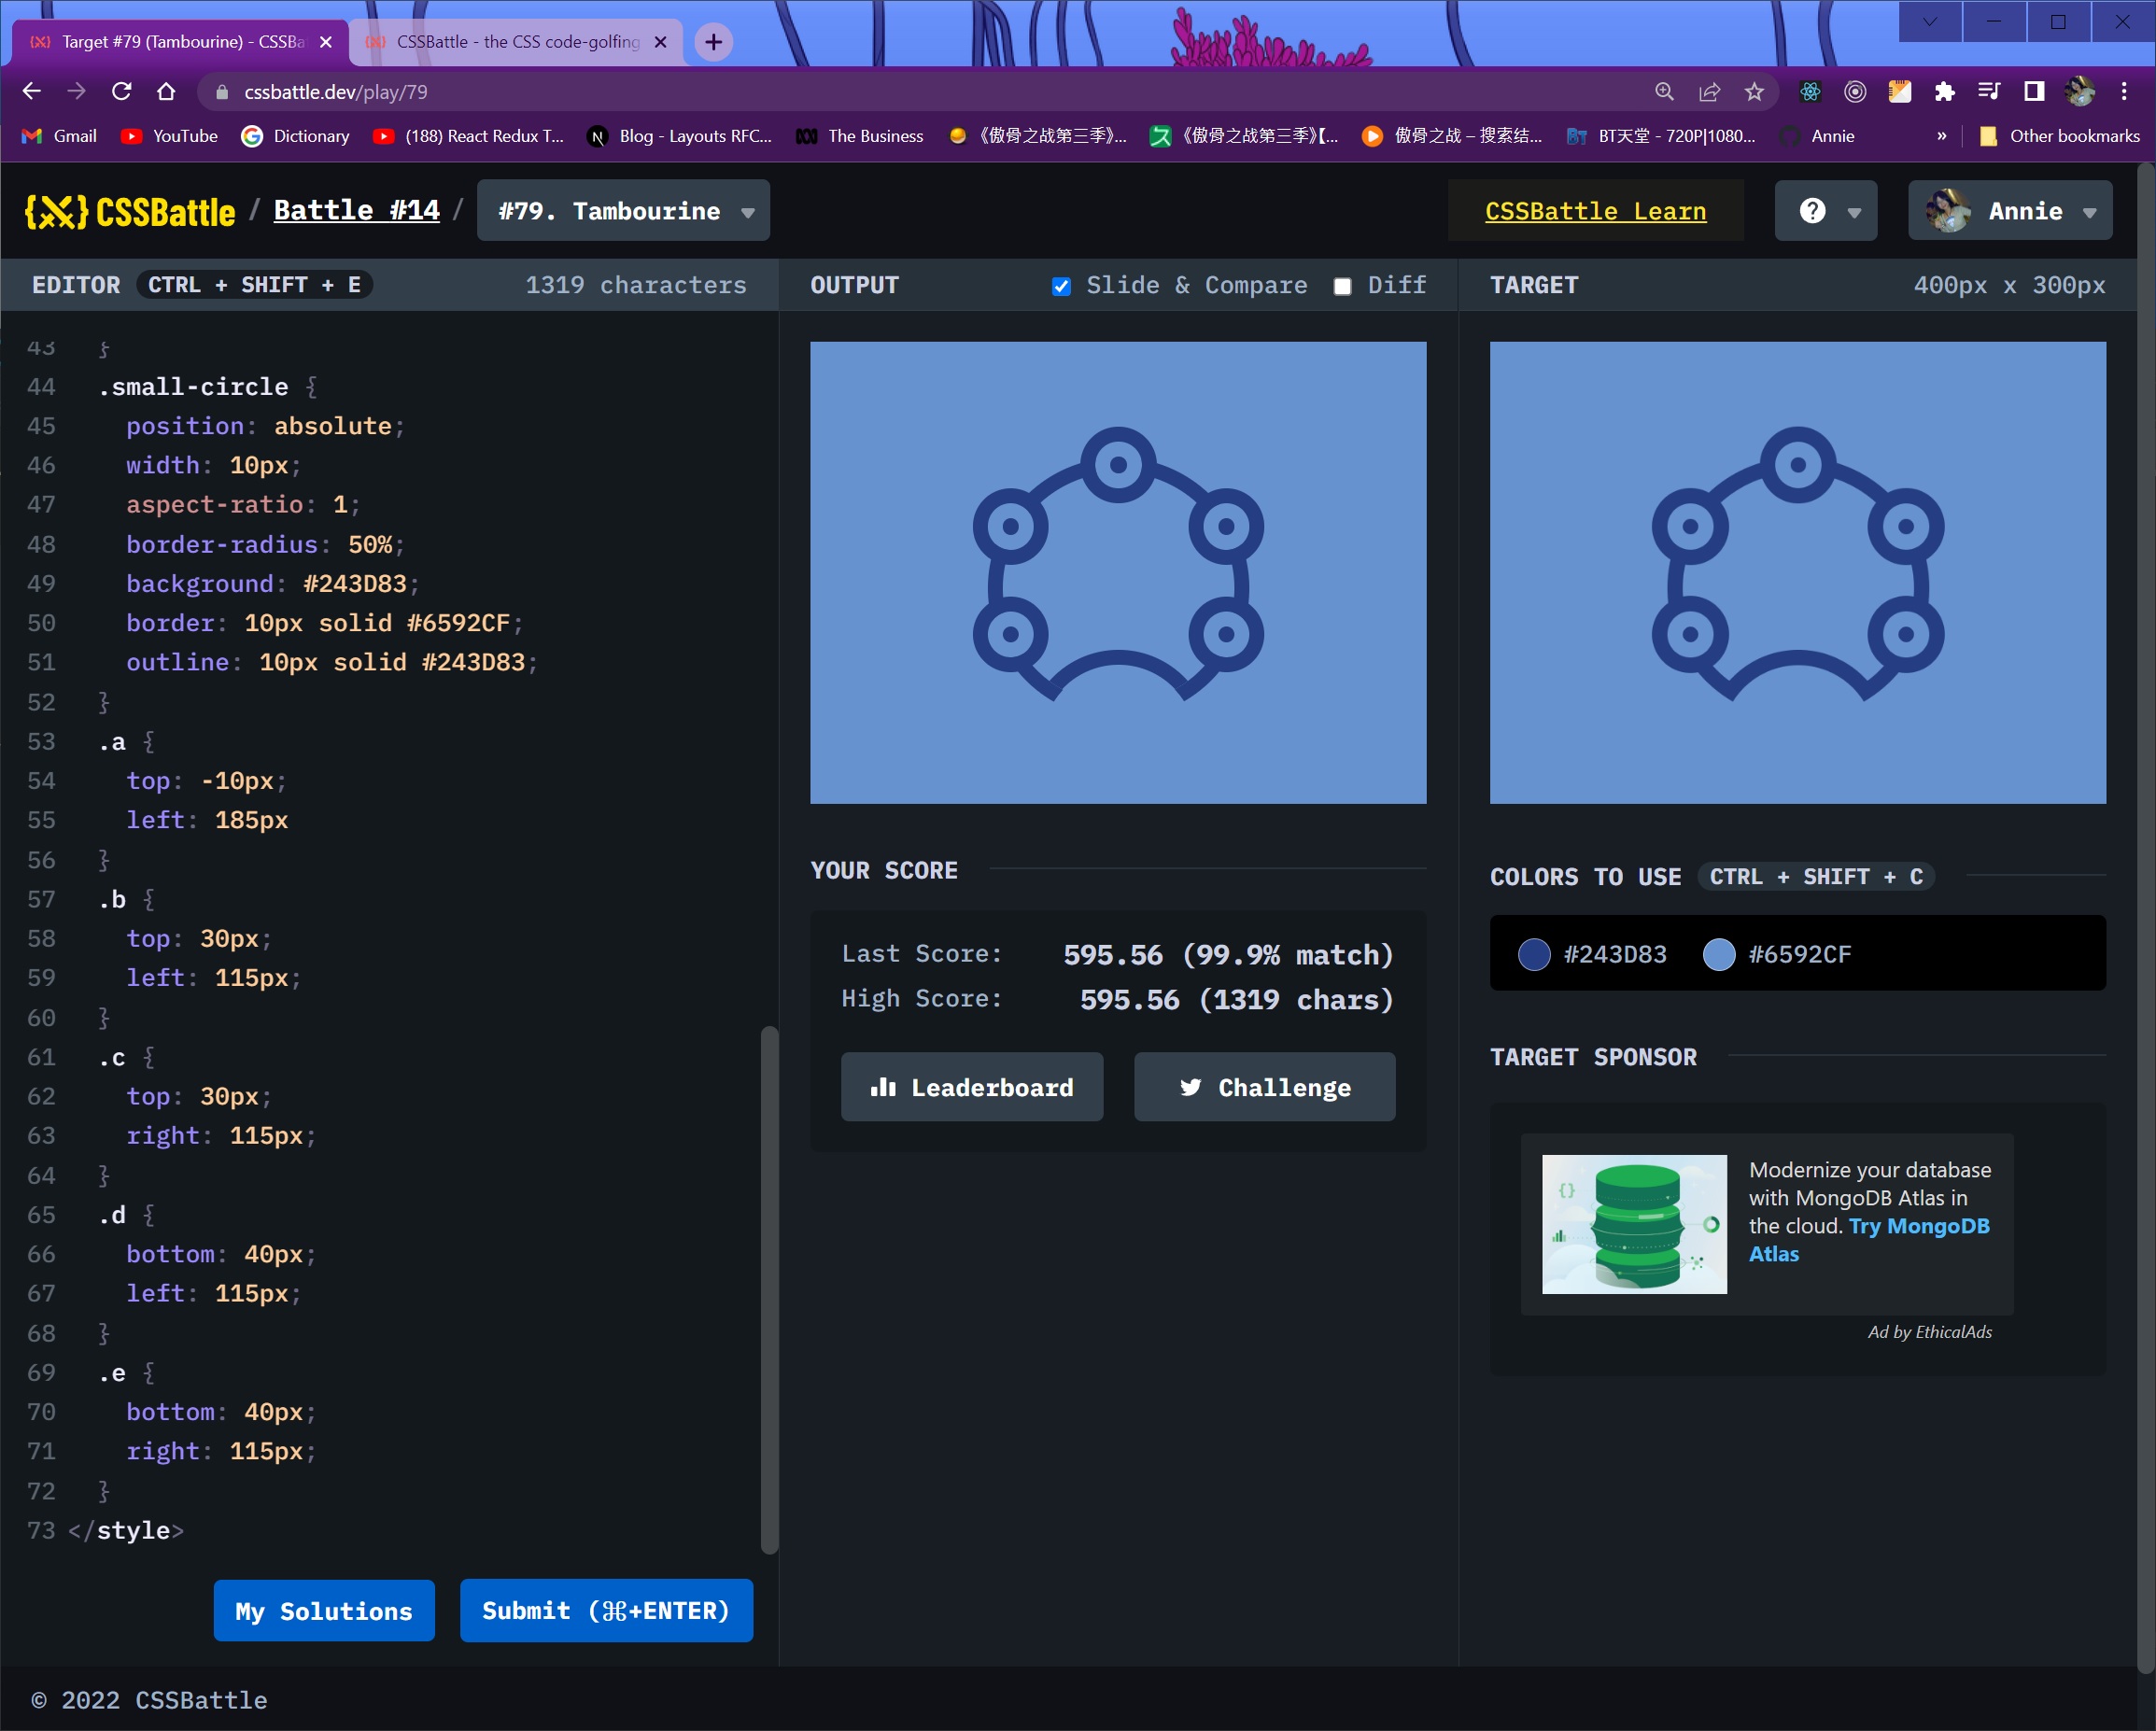 Target #79 (Tambourine) - CSSBa
CSSBattle - the CSS code-golfing
cssbattle.dev/play/79
Gmail
YouTube
Dictionary
(188) React Redux T...
Blog - Layouts RFC...
The Business
《傲骨之战第三季》...
《傲骨之战第三季》【...
傲骨之战 – 搜索结...
BT天堂 - 720P|1080...
Annie
»
Other bookmarks
{} CSSBattle / Battle #14 / #79. Tambourine
CSSBattle Learn
?
Annie
EDITOR CTRL + SHIFT + E 1319 characters
43 }
44 .small-circle {
45 position: absolute;
46 width: 10px;
47 aspect-ratio: 1;
48 border-radius: 50%;
49 background: #243D83;
50 border: 10px solid #6592CF;
51 outline: 10px solid #243D83;
52 }
53 .a {
54 top: -10px;
55 left: 185px
56 }
57 .b {
58 top: 30px;
59 left: 115px;
60 }
61 .c {
62 top: 30px;
63 right: 115px;
64 }
65 .d {
66 bottom: 40px;
67 left: 115px;
68 }
69 .e {
70 bottom: 40px;
71 right: 115px;
72 }
73 </style>
My Solutions
Submit (⌘+ENTER)
OUTPUT Slide & Compare Diff
YOUR SCORE
Last Score: 595.56 (99.9% match)
High Score: 595.56 (1319 chars)
Leaderboard
Challenge
TARGET 400px x 300px
COLORS TO USE CTRL + SHIFT + C
#243D83 #6592CF
TARGET SPONSOR
{}
Modernize your database
with MongoDB Atlas in
the cloud. Try MongoDB
Atlas
Ad by EthicalAds
© 2022 CSSBattle